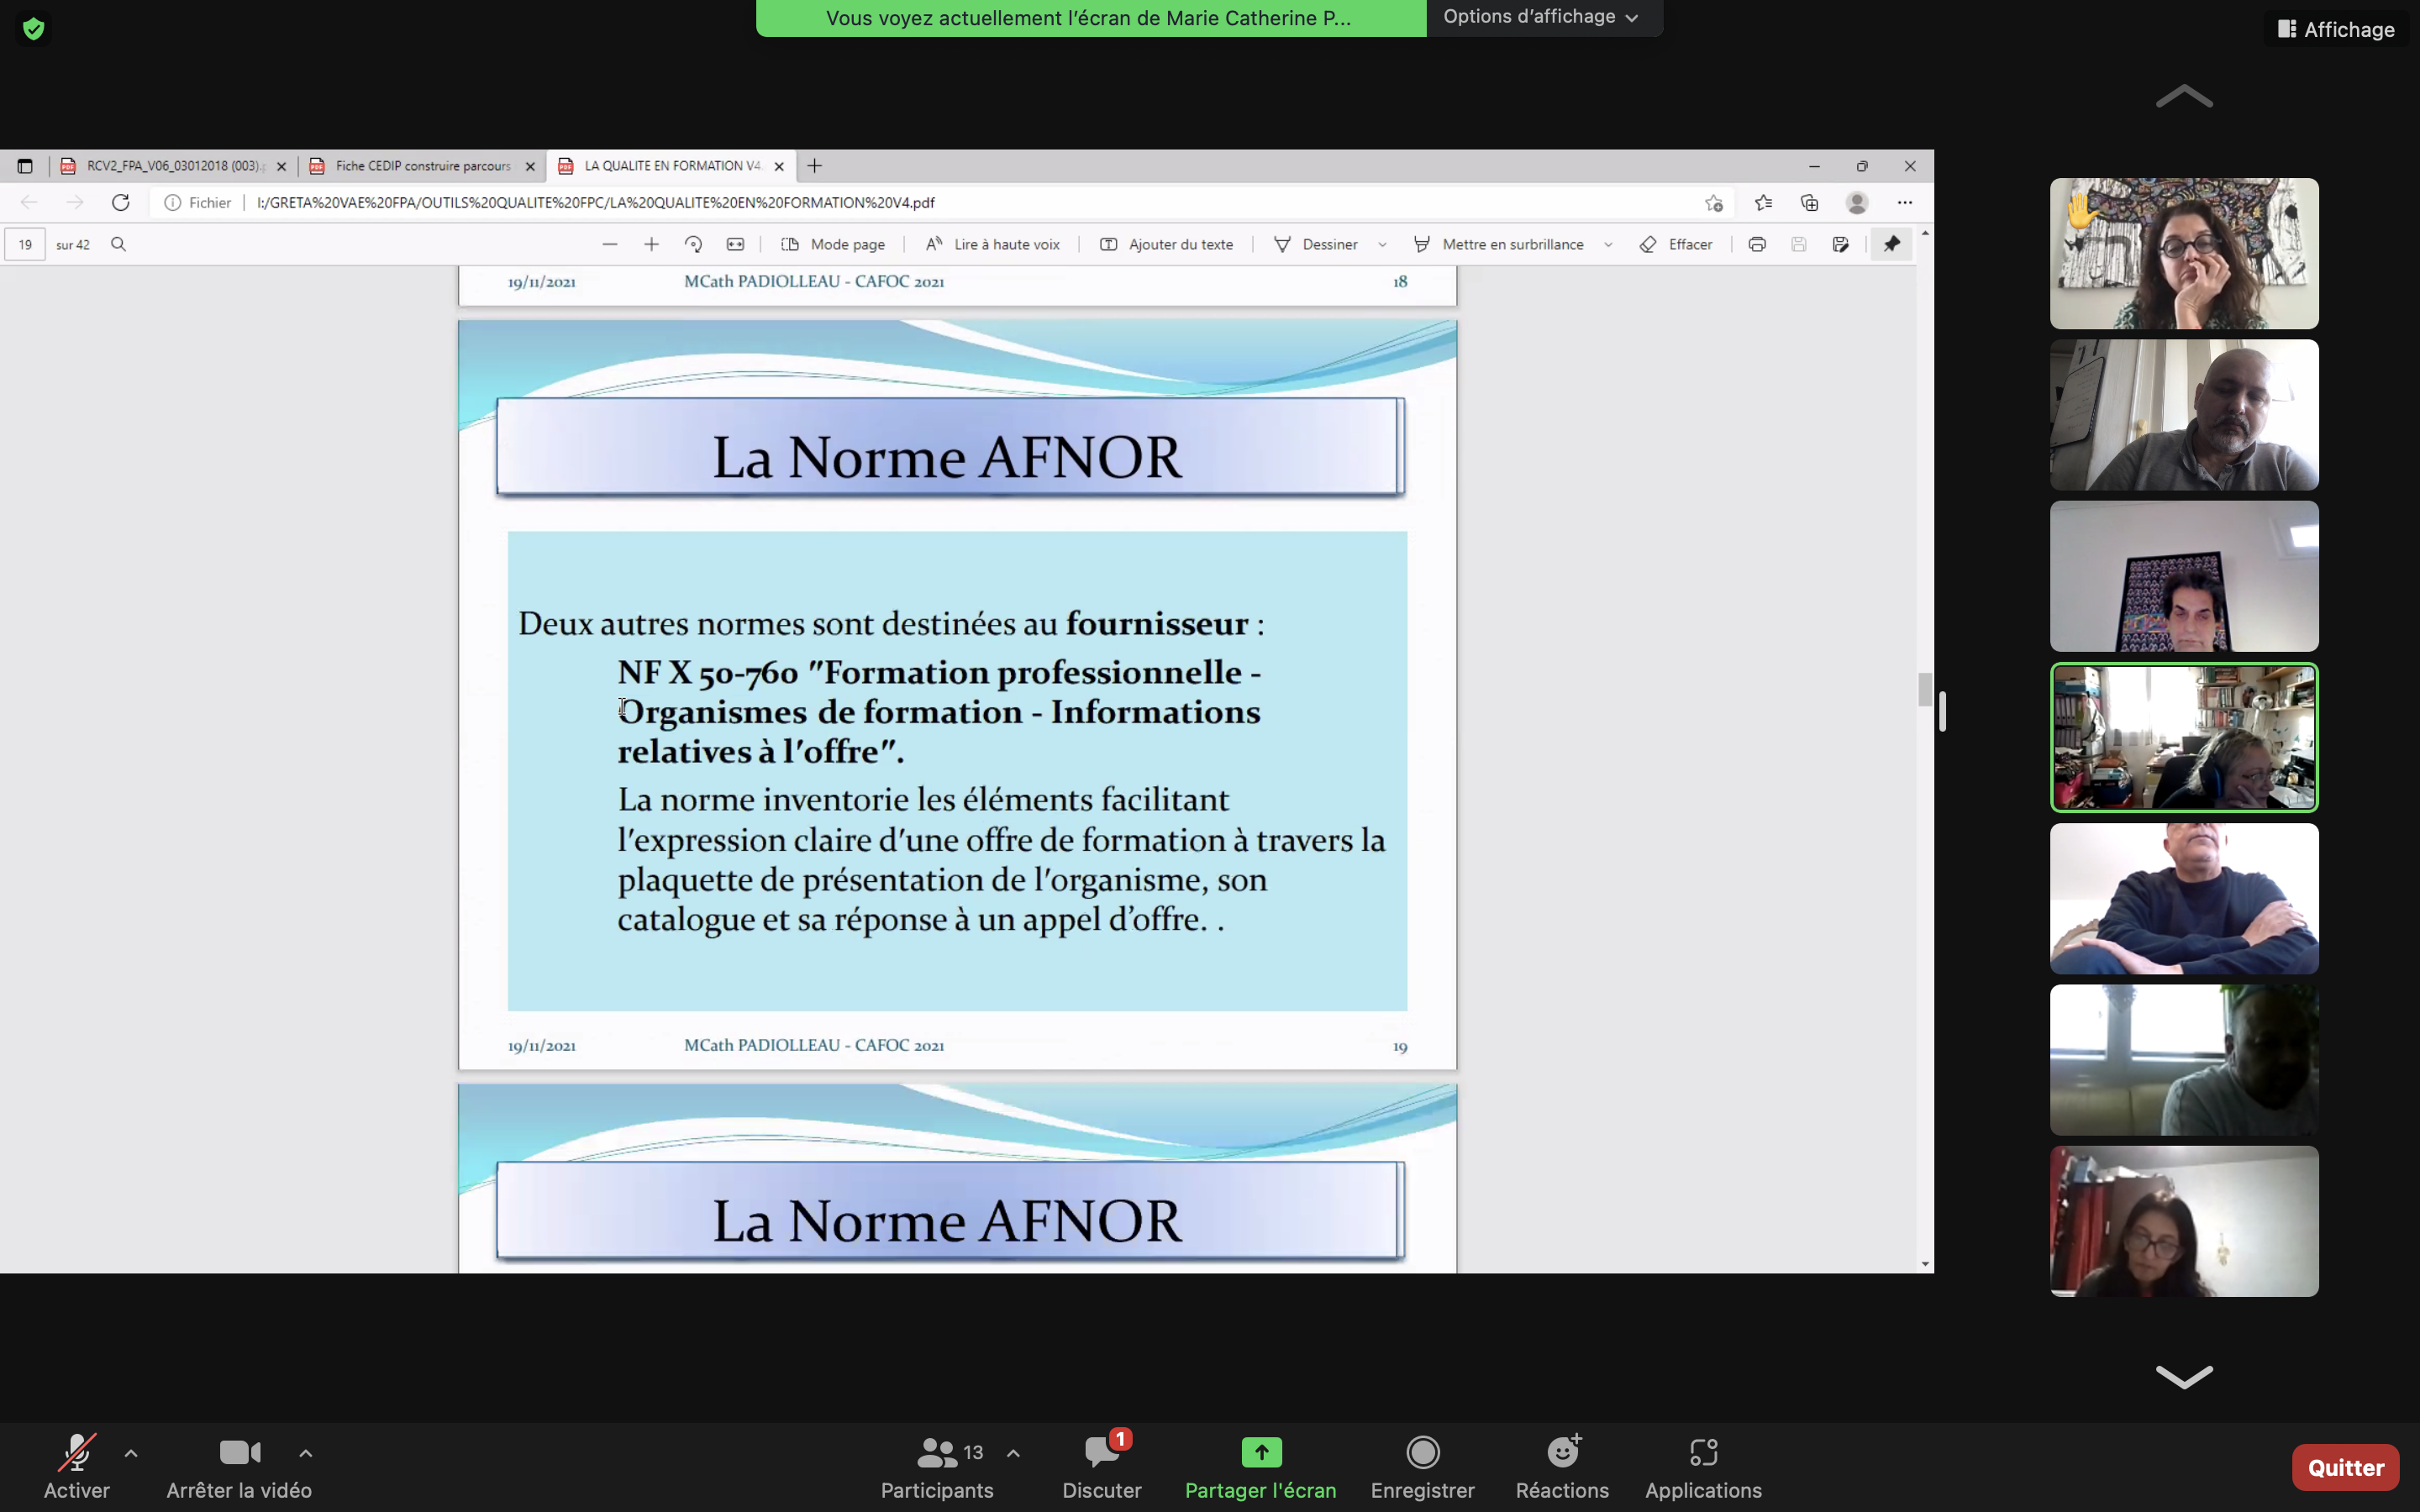 Vous voyez actuellement l'écran de Marie Catherine P...
Options d'affichage
Affichage
RCV2_FPA_V06_03012018 (003).
Fiche CEDIP construire parcours
LA QUALITE EN FORMATION V4.
Fichier
I:/GRETA%20VAE%20FPA/OUTILS%20QUALITE%20FPC/LA%20QUALITE%20EN%20FORMATION%20V4.pdf
19 sur 42
Mode page
Lire à haute voix
Ajouter du texte
Dessiner
Mettre en surbrillance
Effacer
19/11/2021 MCath PADIOLLEAU - CAFOC 2021 18
La Norme AFNOR
Deux autres normes sont destinées au fournisseur :
NF X 50-760 "Formation professionnelle -
Organismes de formation - Informations
relatives à l'offre".
La norme inventorie les éléments facilitant
l'expression claire d'une offre de formation à travers la
plaquette de présentation de l'organisme, son
catalogue et sa réponse à un appel d'offre. .
19/11/2021 MCath PADIOLLEAU - CAFOC 2021 19
La Norme AFNOR
Activer
Arrêter la vidéo
13
Participants
1
Discuter
Partager l'écran
Enregistrer
Réactions
Applications
Quitter